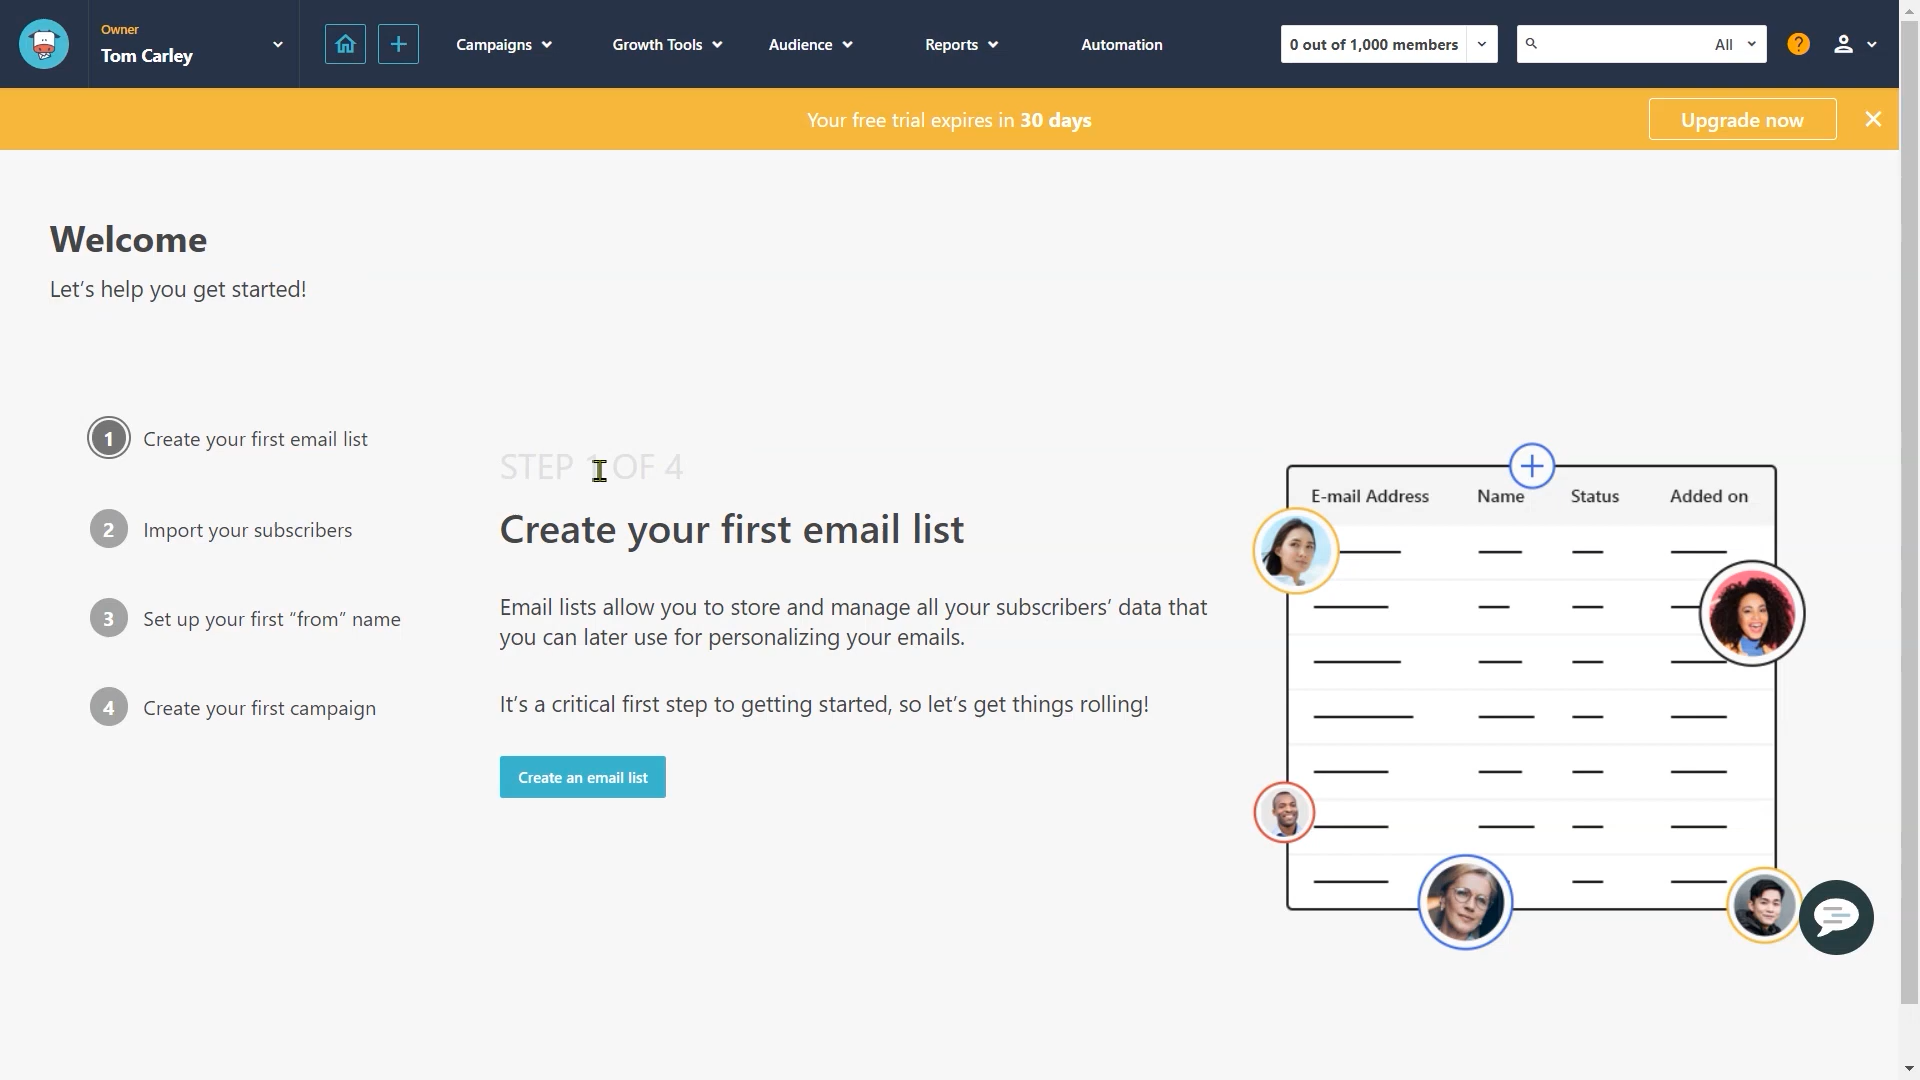 Owner
Tom Carley
Campaigns
Growth Tools
Audience
Reports
Automation
0 out of 1,000 members
All
?
Your free trial expires in 30 days
Upgrade now
Welcome
Let's help you get started!
1 Create your first email list
2 Import your subscribers
3 Set up your first “from” name
4 Create your first campaign
STEP 1 OF 4
Create your first email list
Email lists allow you to store and manage all your subscribers’ data that
you can later use for personalizing your emails.
It’s a critical first step to getting started, so let’s get things rolling!
Create an email list
E-mail Address Name Status Added on